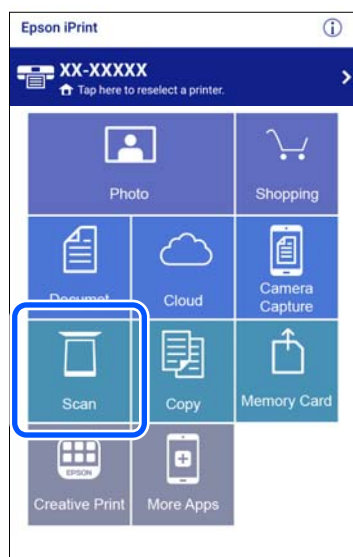 Epson iPrint
XX-XXXXX
Tap here to reselect a printer.
Photo
Shopping
Documet
Cloud
Camera
Capture
Scan
Copy
Memory Card
EPSON
Creative Print
More Apps